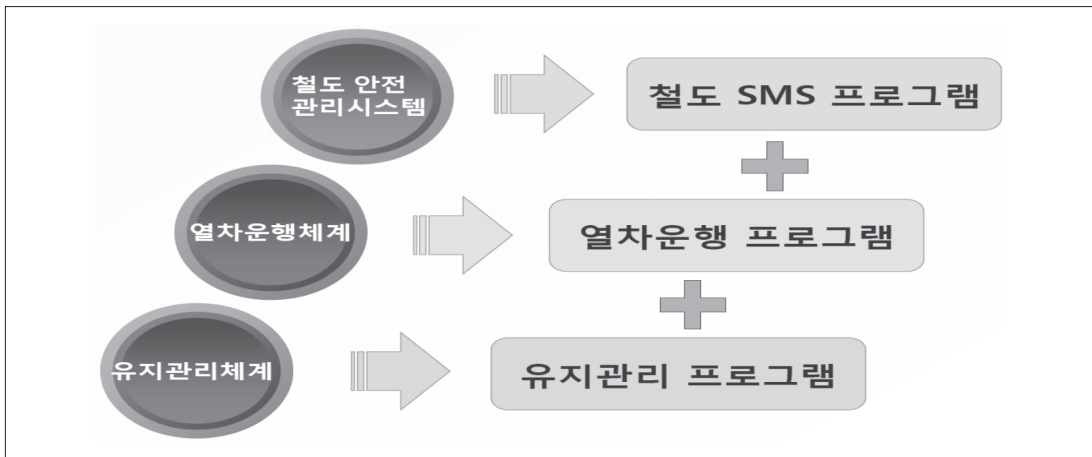 철도 안전
관리시스템
철도 SMS 프로그램
열차운행체계
열차운행 프로그램
유지관리체계
유지관리 프로그램